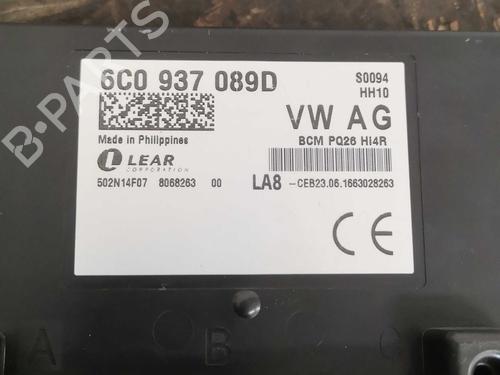 6C0 937 089D S0094
HH10
VW AG
Made in Philippines BCM PQ26 HI4R
LEAR
CORPORATION
502N14F07 8068263 00 LA8 -CEB23.06.1663028263
CE
A B C
B-PARTS